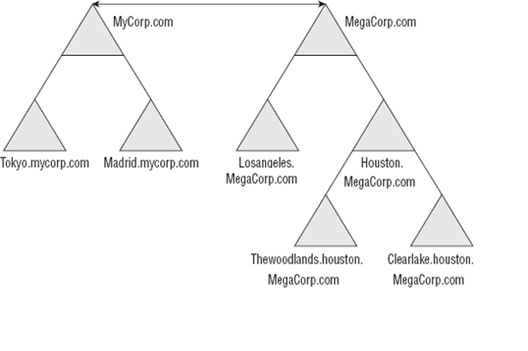 MyCorp.com
MegaCorp.com
Tokyo.mycorp.com
Madrid.mycorp.com
Losangeles.
MegaCorp.com
Houston.
MegaCorp.com
Thewoodlands.houston.
MegaCorp.com
Clearlake.houston.
MegaCorp.com